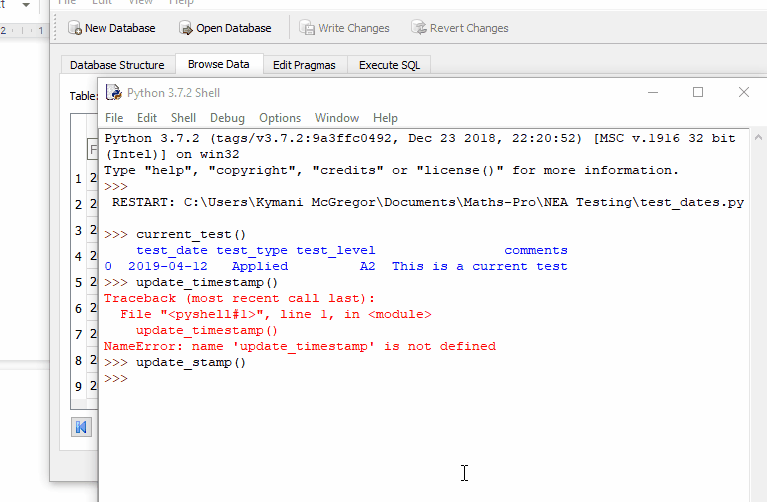 File Edit View Help
New Database Open Database Write Changes Revert Changes
Database Structure Browse Data Edit Pragmas Execute SQL
Table:
Python 3.7.2 Shell
File Edit Shell Debug Options Window Help
Python 3.7.2 (tags/v3.7.2:9a3ffc0492, Dec 23 2018, 22:20:52) [MSC v.1916 32 bit
(Intel)] on win32
Type "help", "copyright", "credits" or "license()" for more information.
>>>
RESTART: C:\Users\Kymani McGregor\Documents\Maths-Pro\NEA Testing\test_dates.py
>>> current_test()
test_date test_type test_level comments
0 2019-04-12 Applied A2 This is a current test
>>> update_timestamp()
Traceback (most recent call last):
File "<pyshell#1>", line 1, in <module>
update_timestamp()
NameError: name 'update_timestamp' is not defined
>>> update_stamp()
>>>
1 2
2 2
3 2
4 2
5 2
6 2
7 2
8 2
9 2